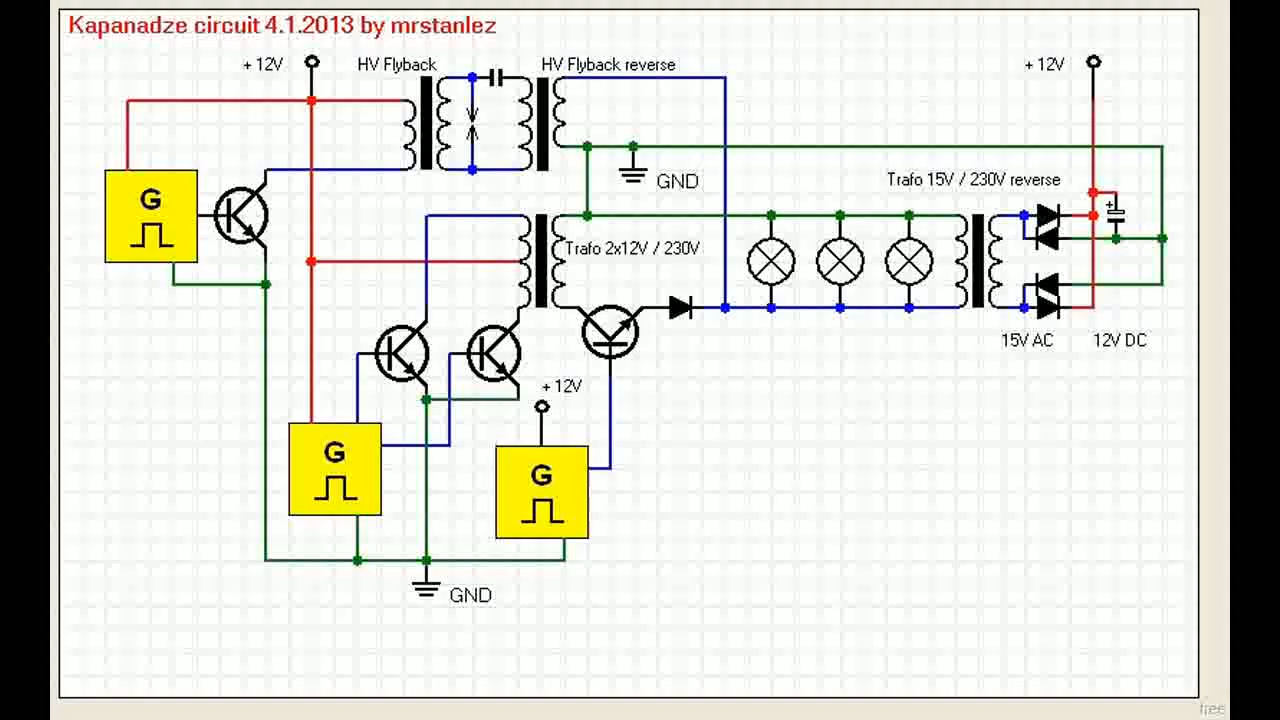 Kapanadze circuit 4.1.2013 by mrstanlez
+ 12V
HV Flyback
HV Flyback reverse
+ 12V
GND
Trafo 15V / 230V reverse
G
Trafo 2x12V / 230V
+
15V AC
12V DC
+ 12V
G
G
GND
free